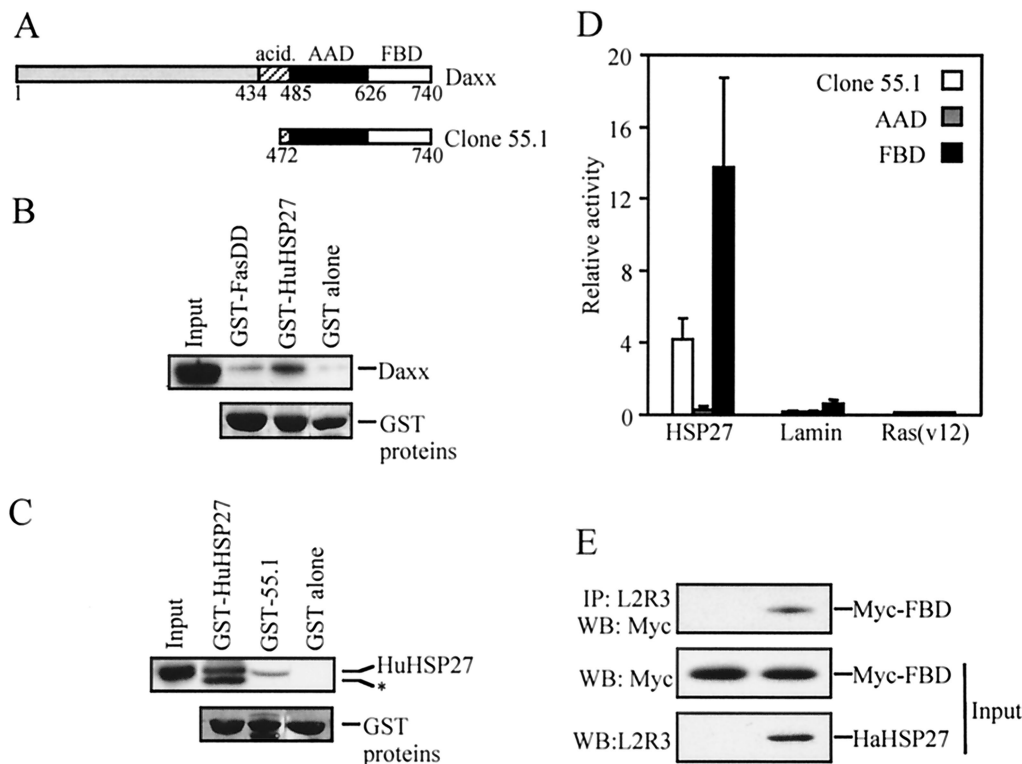 A
acid. AAD FBD
Daxx
1 434 485 626 740
Clone 55.1
472 740
B
Input
GST-FasDD
GST-HuHSP27
GST alone
Daxx
GST
proteins
C
Input
GST-HuHSP27
GST-55.1
GST alone
HuHSP27
*
GST
proteins
D
Relative activity
20
16
12
8
4
0
Clone 55.1
AAD
FBD
HSP27 Lamin Ras(v12)
E
IP: L2R3
WB: Myc
Myc-FBD
WB: Myc
Myc-FBD
WB:L2R3
HaHSP27
Input